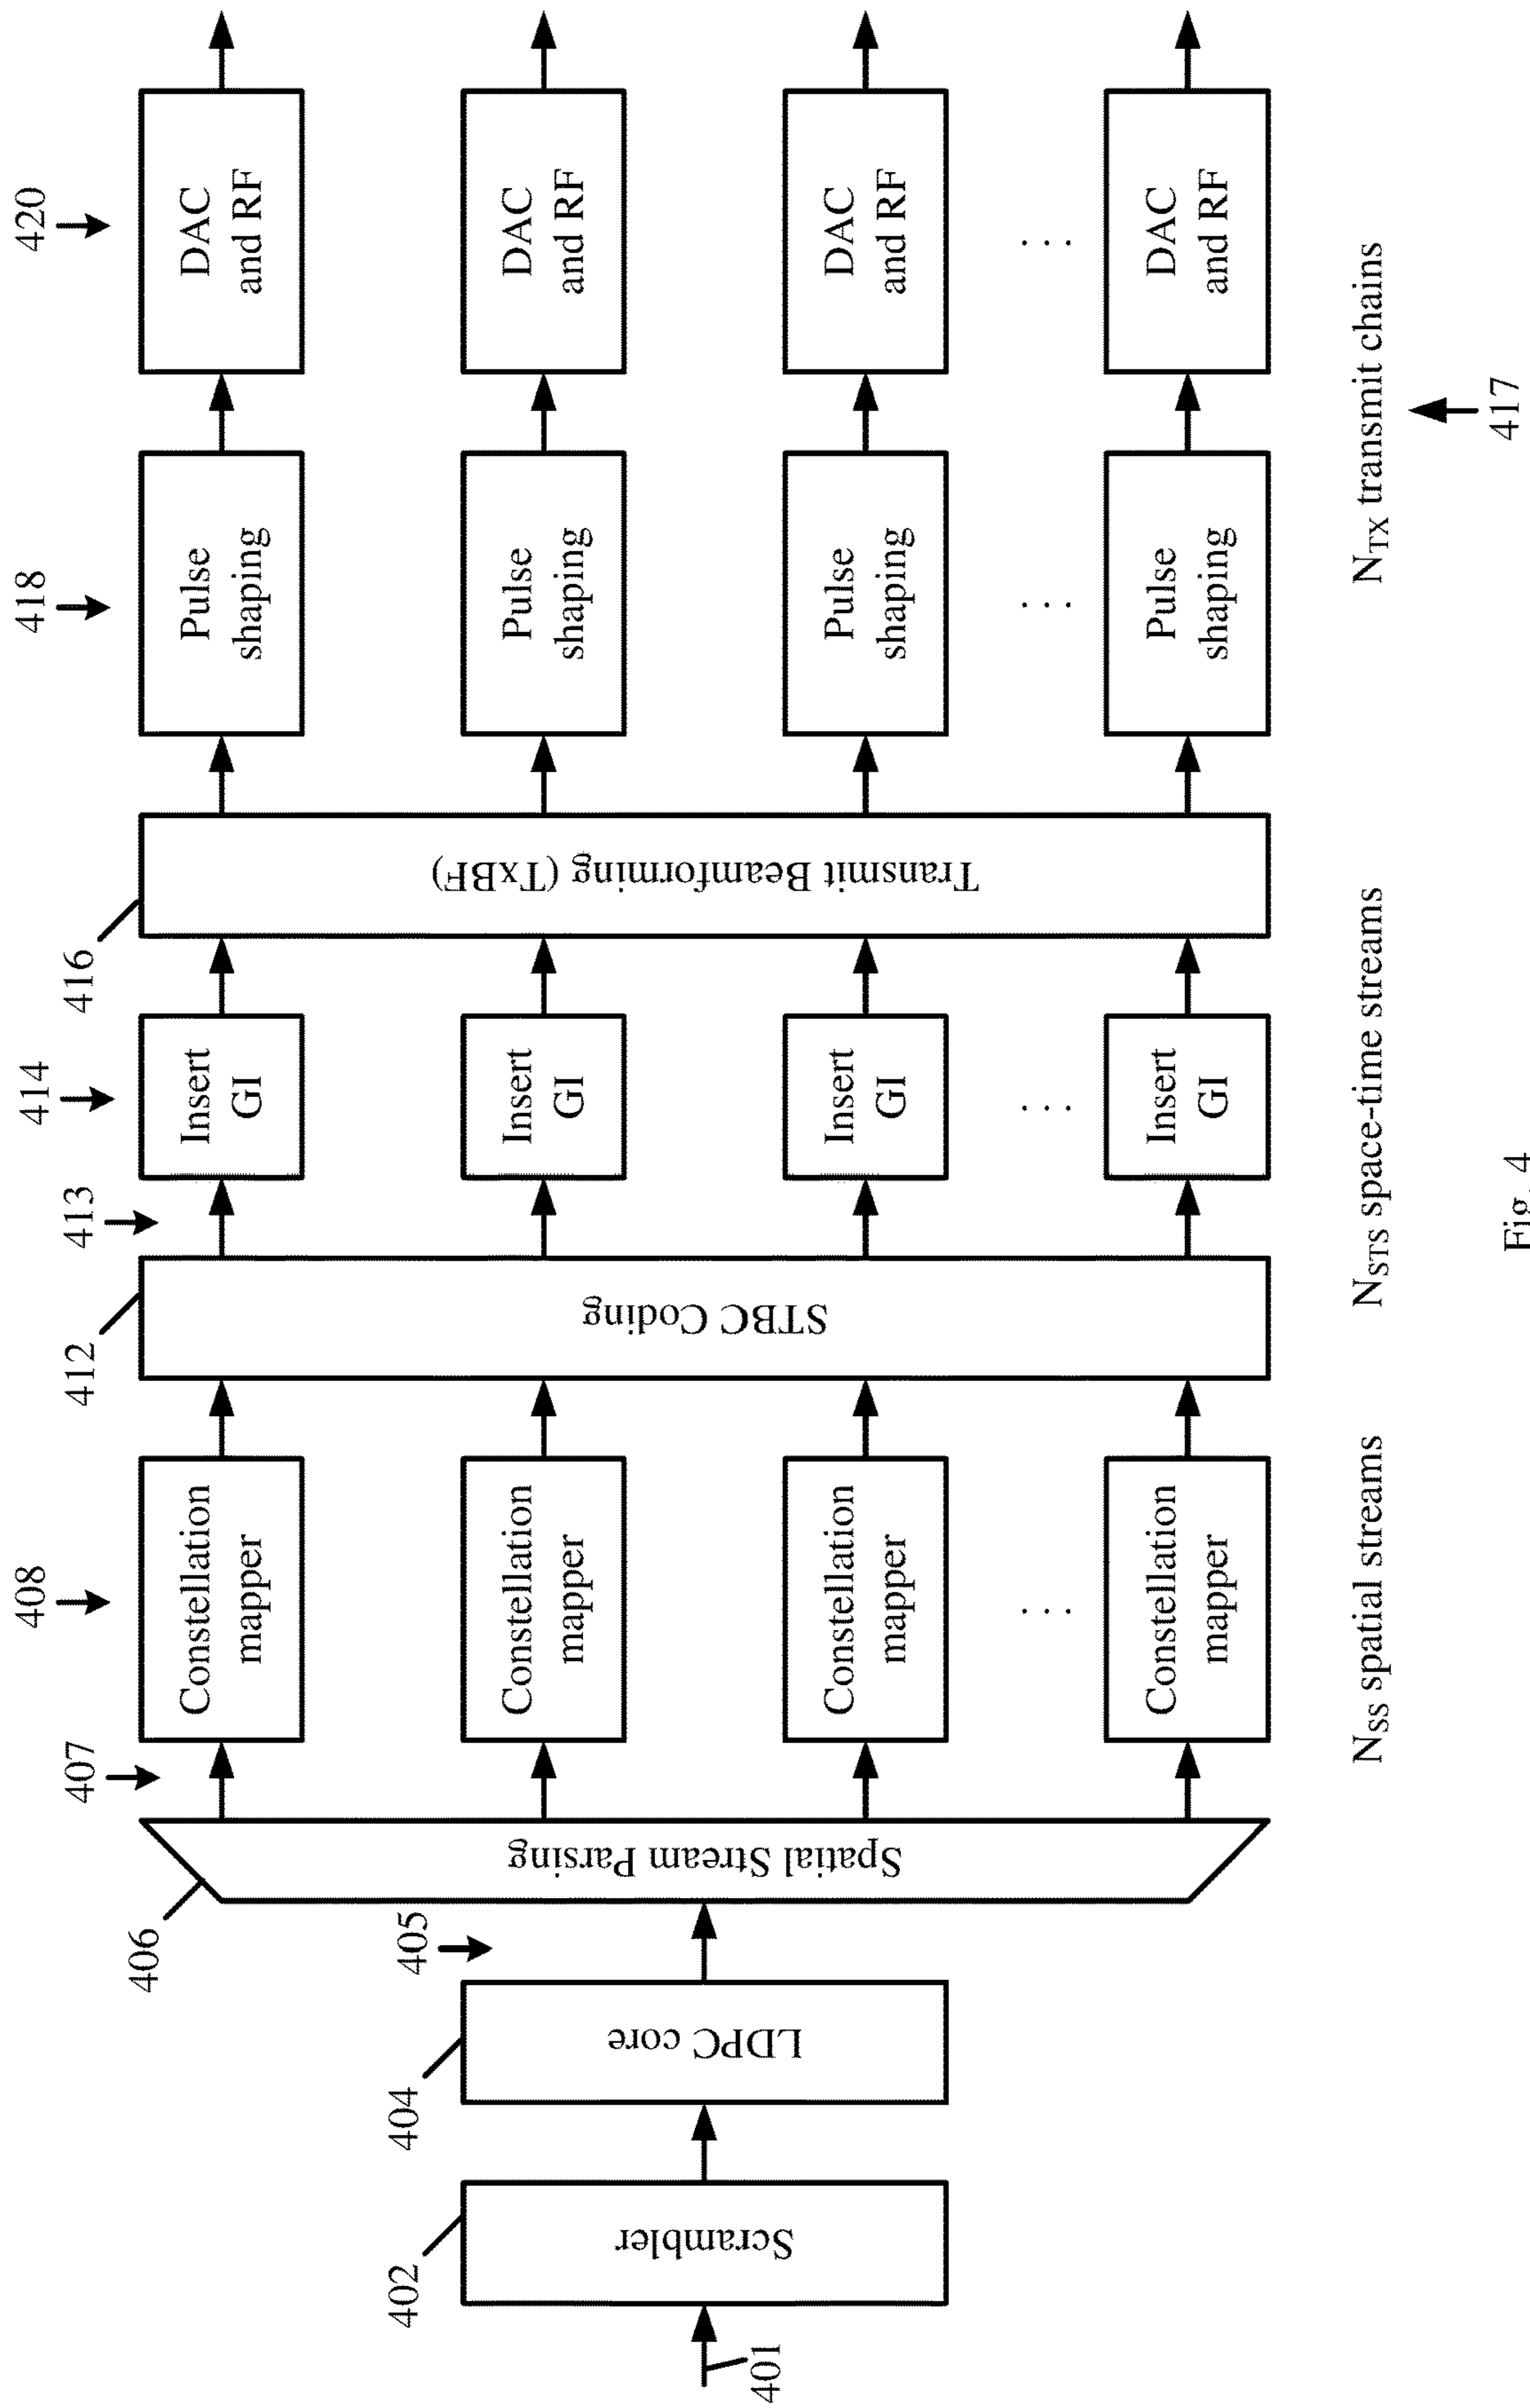 401
402
Scrambler
404
LDPC core
405
406
Spatial Stream Parsing
407
408
Constellation
mapper
Constellation
mapper
Constellation
mapper
. . .
Constellation
mapper
412
STBC Coding
413
414
Insert
GI
Insert
GI
Insert
GI
. . .
Insert
GI
416
Transmit Beamforming (TxBF)
418
Pulse
shaping
Pulse
shaping
Pulse
shaping
. . .
Pulse
shaping
420
DAC
and RF
DAC
and RF
DAC
and RF
. . .
DAC
and RF
NSS spatial streams
NSTS space-time streams
NTX transmit chains
417
Fig. 4